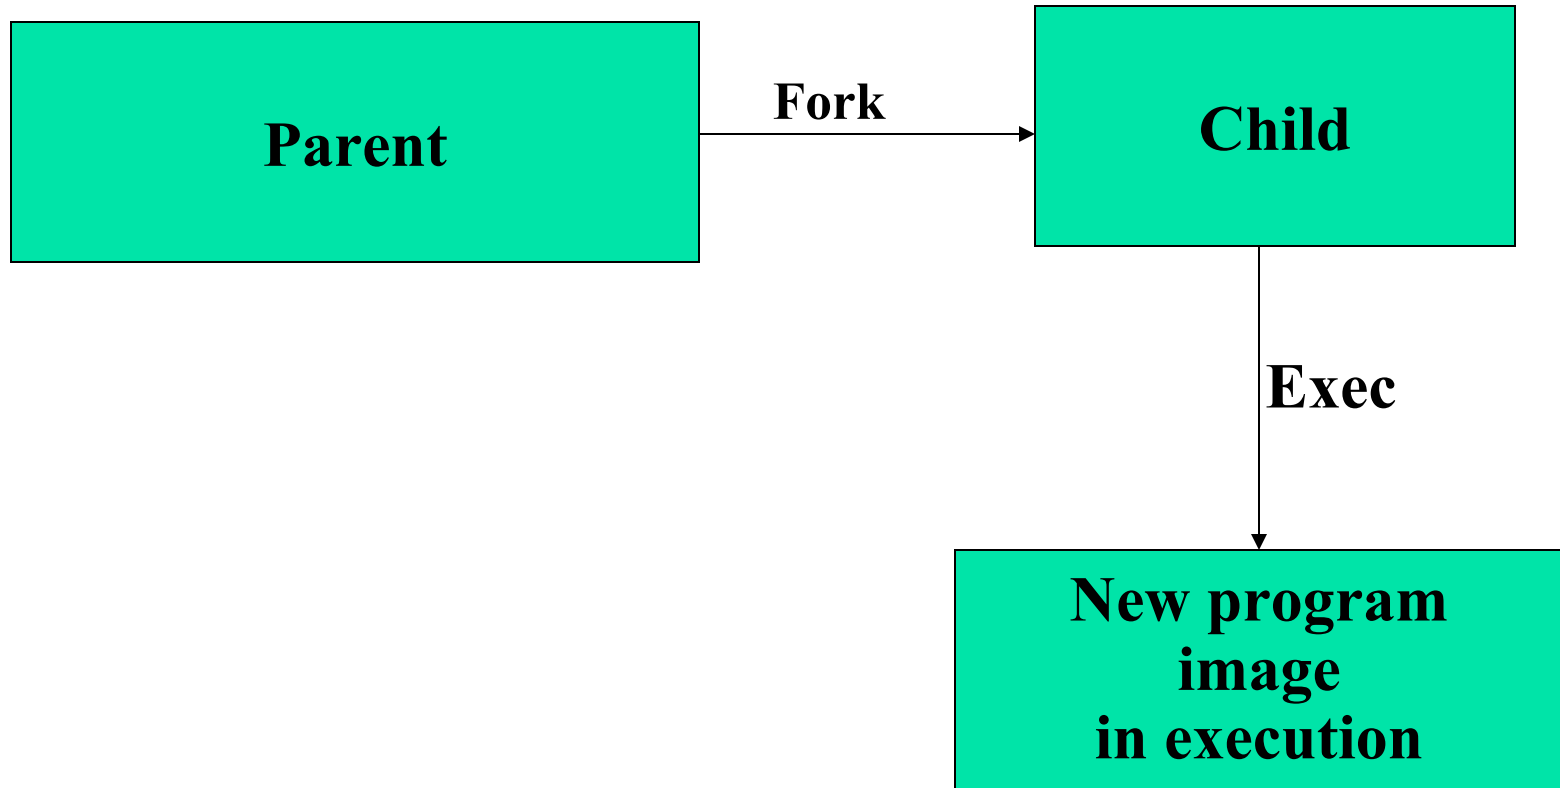 Parent
Fork
Child
Exec
New program
image
in execution